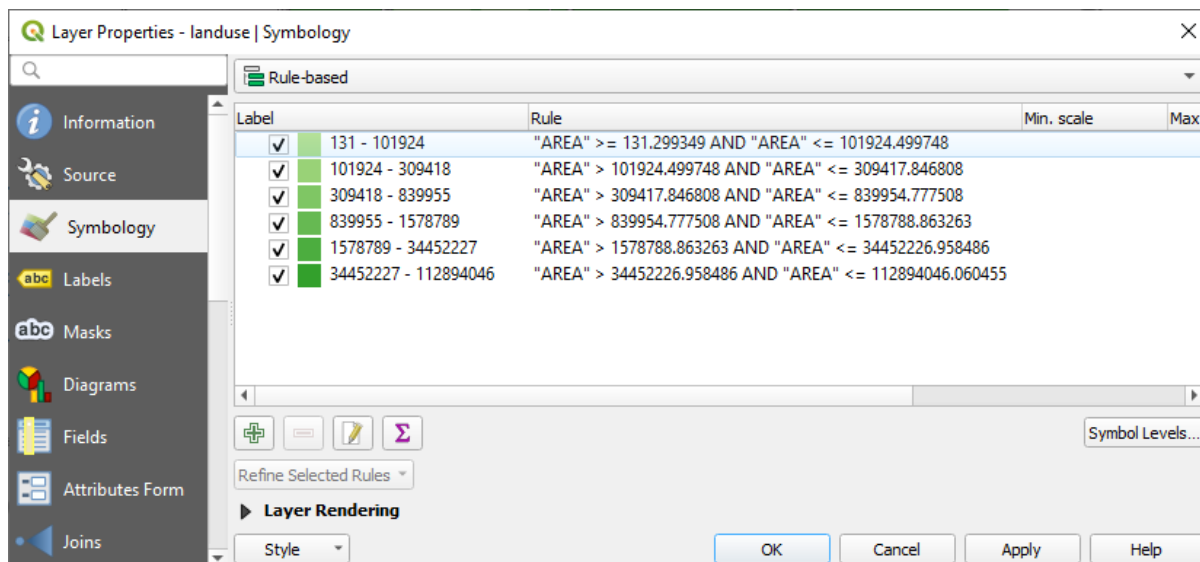 Layer Properties - landuse | Symbology
Rule-based
Information
Source
Symbology
abc Labels
abc Masks
Diagrams
Fields
Attributes Form
Joins
Label Rule Min. scale Max
131 - 101924 "AREA" >= 131.299349 AND "AREA" <= 101924.499748
101924 - 309418 "AREA" > 101924.499748 AND "AREA" <= 309417.846808
309418 - 839955 "AREA" > 309417.846808 AND "AREA" <= 839954.777508
839955 - 1578789 "AREA" > 839954.777508 AND "AREA" <= 1578788.863263
1578789 - 34452227 "AREA" > 1578788.863263 AND "AREA" <= 34452226.958486
34452227 - 112894046 "AREA" > 34452226.958486 AND "AREA" <= 112894046.060455
Symbol Levels...
Refine Selected Rules
Layer Rendering
Style OK Cancel Apply Help